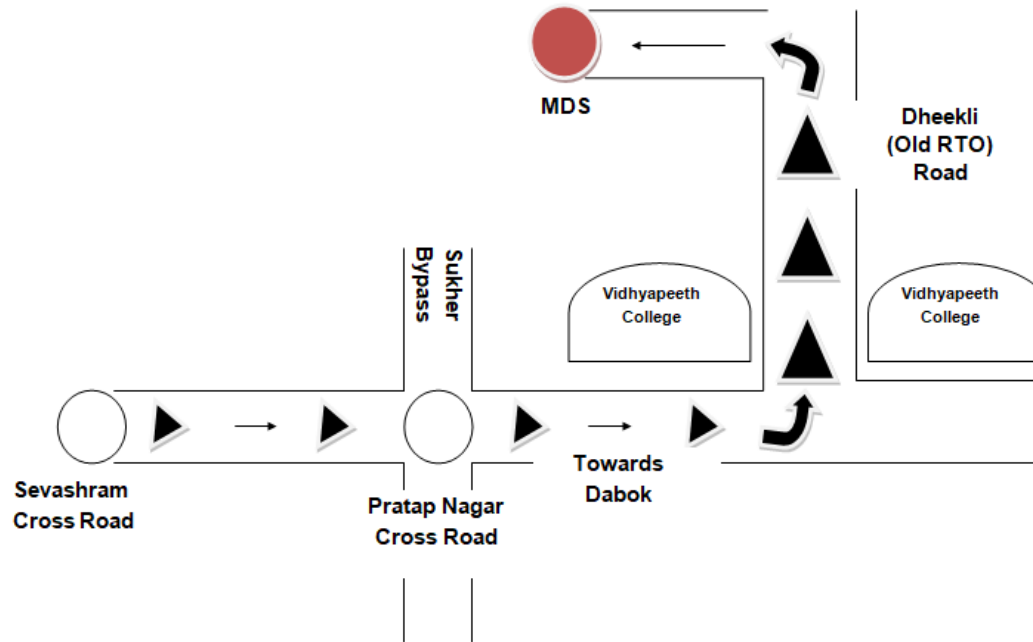 MDS
Dheekli
(Old RTO)
Road
Sukher
Bypass
Vidhyapeeth
College
Vidhyapeeth
College
Sevashram
Cross Road
Pratap Nagar
Cross Road
Towards
Dabok